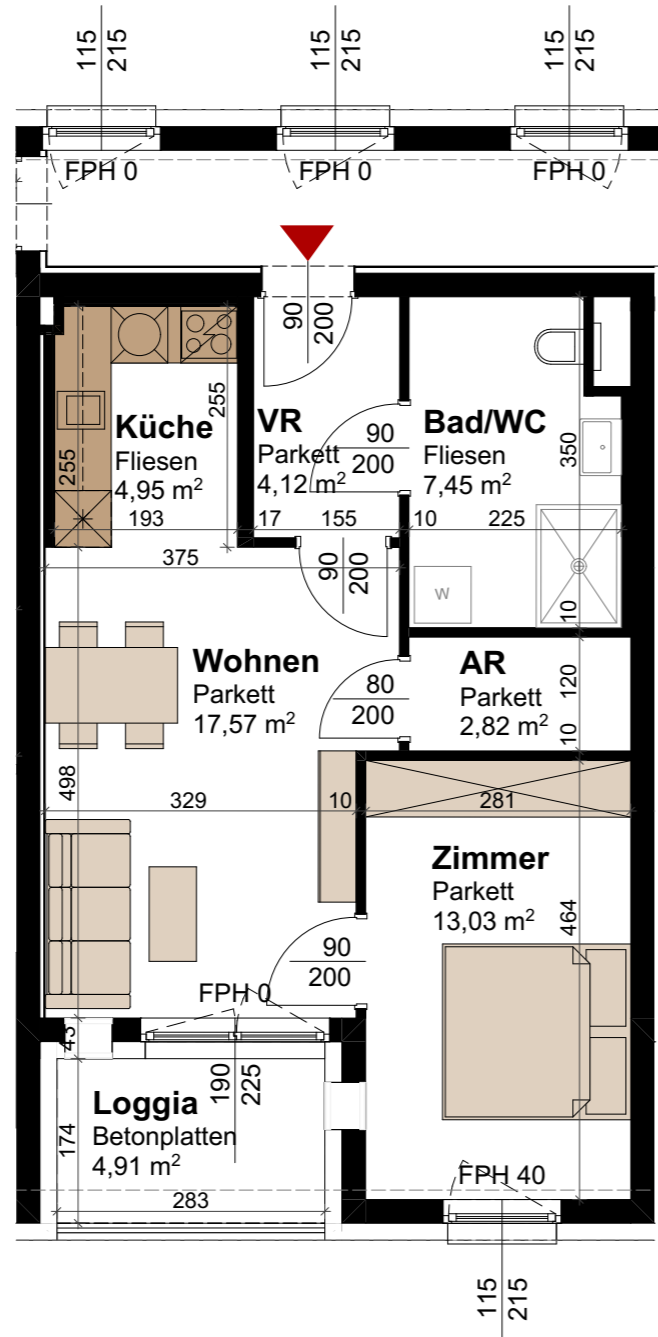 115
215
115
215
115
215
FPH 0
FPH 0
FPH 0
90
200
255
Küche
Fliesen
4,95 m²
255
193
VR
Parkett
4,12 m²
17
155
90
200
Bad/WC
Fliesen
7,45 m²
350
10
225
375
90
200
W
10
Wohnen
Parkett
17,57 m²
80
200
AR
Parkett
2,82 m²
120
10
498
329
10
281
Zimmer
Parkett
13,03 m²
464
90
200
FPH 0
43
190
225
Loggia
Betonplatten
4,91 m²
174
283
FPH 40
115
215